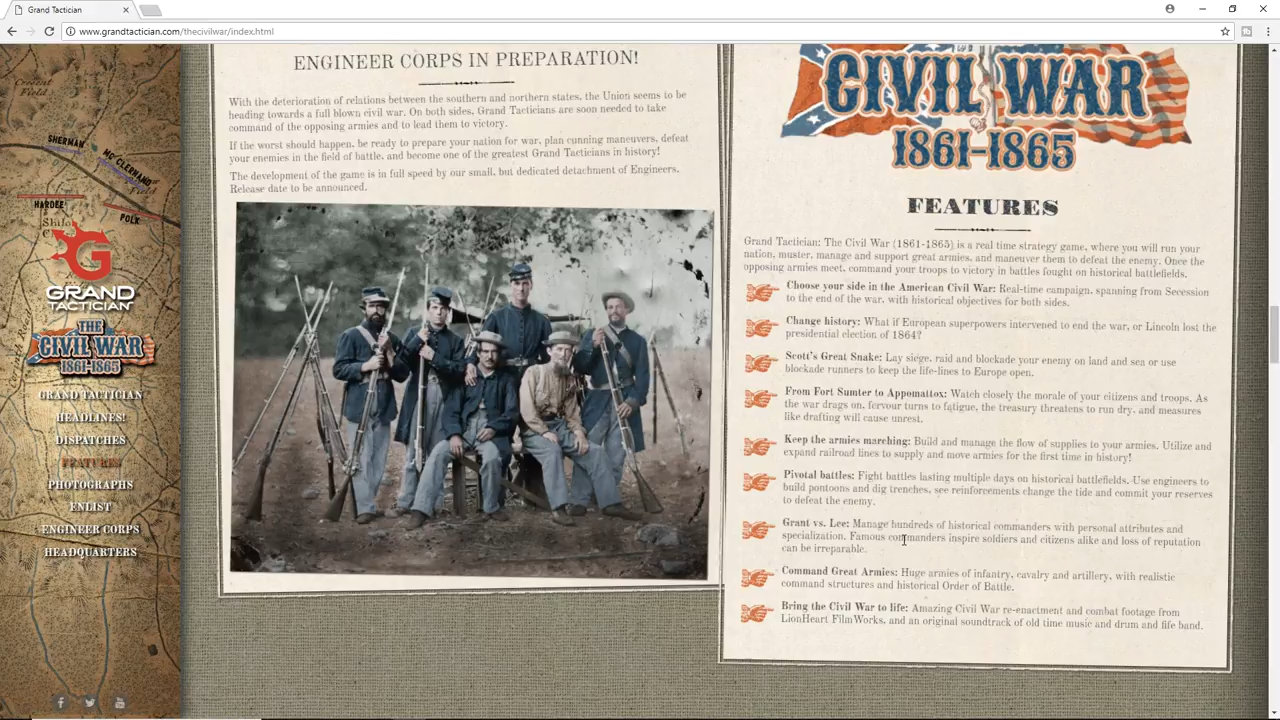 Grand Tactician
www.grandtactician.com/thecivilwar/index.html
SHERMAN
MC CLERNAND
HARDEE
POLK
GRAND
TACTICIAN
THE
CIVIL WAR
1861-1865
GRAND TACTICIAN
HEADLINES!
DISPATCHES
FEATURES
PHOTOGRAPHS
ENLIST
ENGINEER CORPS
HEADQUARTERS
ENGINEER CORPS IN PREPARATION!
With the deterioration of relations between the southern and northern states, the Union seems to be
heading towards a full blown civil war. On both sides, Grand Tacticians are soon needed to take
command of the opposing armies and to lead them to victory.
If the worst should happen, be ready to prepare your nation for war, plan cunning maneuvers, defeat
your enemies in the field of battle, and become one of the greatest Grand Tacticians in history!
The development of the game is in full speed by our small, but dedicated detachment of Engineers.
Release date to be announced.
CIVIL WAR
1861-1865
FEATURES
Grand Tactician: The Civil War (1861-1865) is a real time strategy game, where you will run your
nation, muster, manage and support great armies, and maneuver them to defeat the enemy. Once the
opposing armies meet, command your troops to victory in battles fought on historical battlefields.
Choose your side in the American Civil War: Real-time campaign, spanning from Secession
to the end of the war, with historical objectives for both sides.
Change history: What if European superpowers intervened to end the war, or Lincoln lost the
presidential election of 1864?
Scott's Great Snake: Lay siege, raid and blockade your enemy on land and sea or use
blockade runners to keep the life-lines to Europe open.
From Fort Sumter to Appomattox: Watch closely the morale of your citizens and troops. As
the war drags on, fervour turns to fatigue, the treasury threatens to run dry, and measures
like drafting will cause unrest.
Keep the armies marching: Build and manage the flow of supplies to your armies. Utilize and
expand railroad lines to supply and move armies for the first time in history!
Pivotal battles: Fight battles lasting multiple days on historical battlefields. Use engineers to
build pontoons and dig trenches, see reinforcements change the tide and commit your reserves
to defeat the enemy.
Grant vs. Lee: Manage hundreds of historical commanders with personal attributes and
specialization. Famous commanders inspire soldiers and citizens alike and loss of reputation
can be irreparable.
Command Great Armies: Huge armies of infantry, cavalry and artillery, with realistic
command structures and historical Order of Battle.
Bring the Civil War to life: Amazing Civil War re-enactment and combat footage from
LionHeart FilmWorks, and an original soundtrack of old time music and drum and fife band.